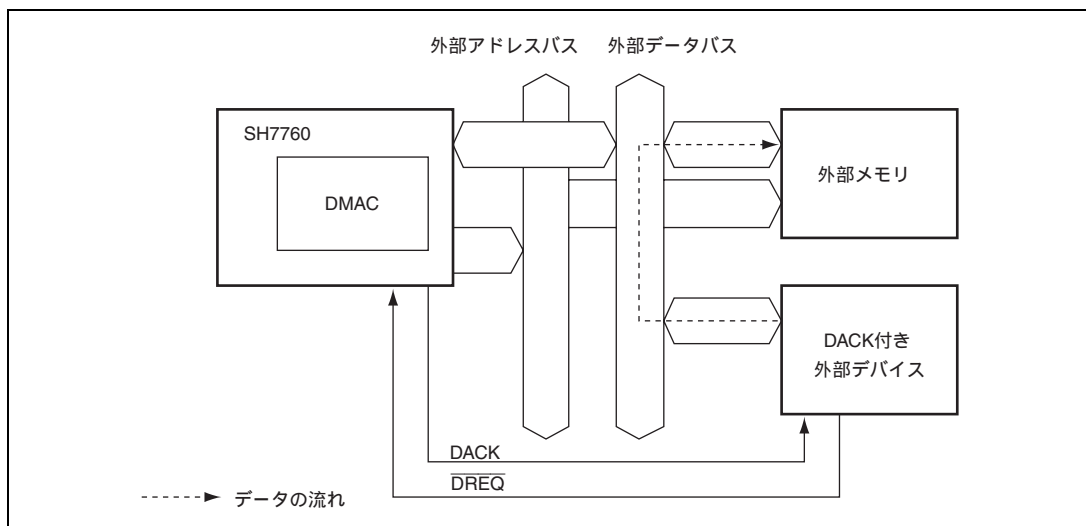 外部アドレスバス
外部データバス
SH7760
DMAC
外部メモリ
DACK付き
外部デバイス
DACK
DREQ
データの流れ